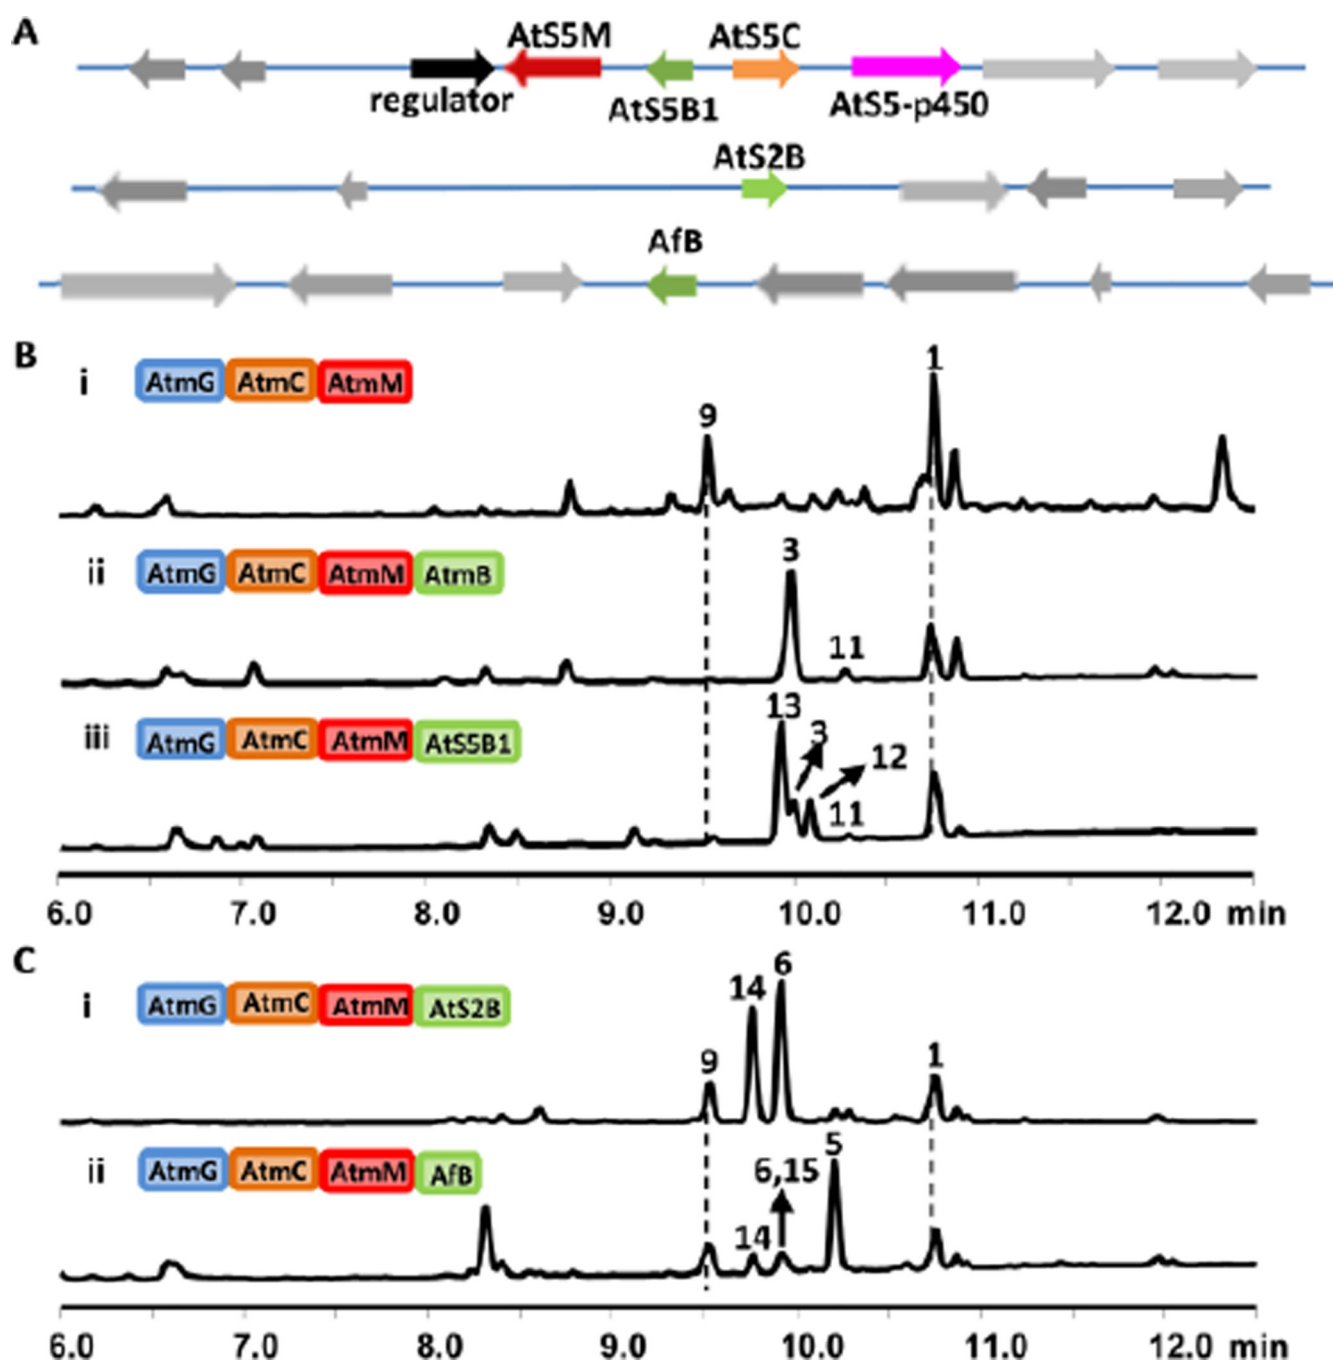 A
AtS5M AtS5C
regulator AtS5B1 AtS5-p450
AtS2B
AfB
B
i AtmG AtmC AtmM
9 1
ii AtmG AtmC AtmM AtmB
3
11
iii AtmG AtmC AtmM AtS5B1
13 3 12
11
6.0 7.0 8.0 9.0 10.0 11.0 12.0 min
C
i AtmG AtmC AtmM AtS2B
9 14 6 1
ii AtmG AtmC AtmM AfB
14 6,15 5
6.0 7.0 8.0 9.0 10.0 11.0 12.0 min